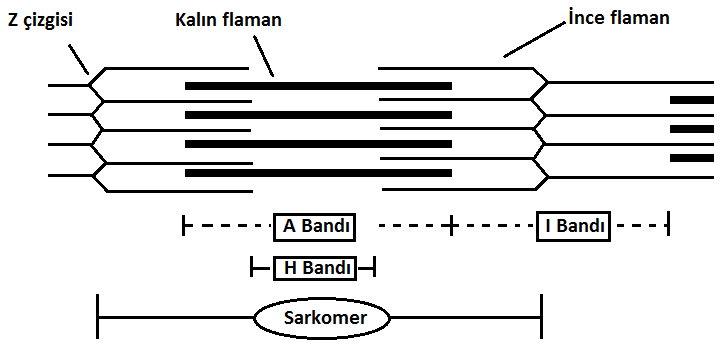 Z çizgisi
Kalın flaman
İnce flaman
A Bandı
I Bandı
H Bandı
Sarkomer